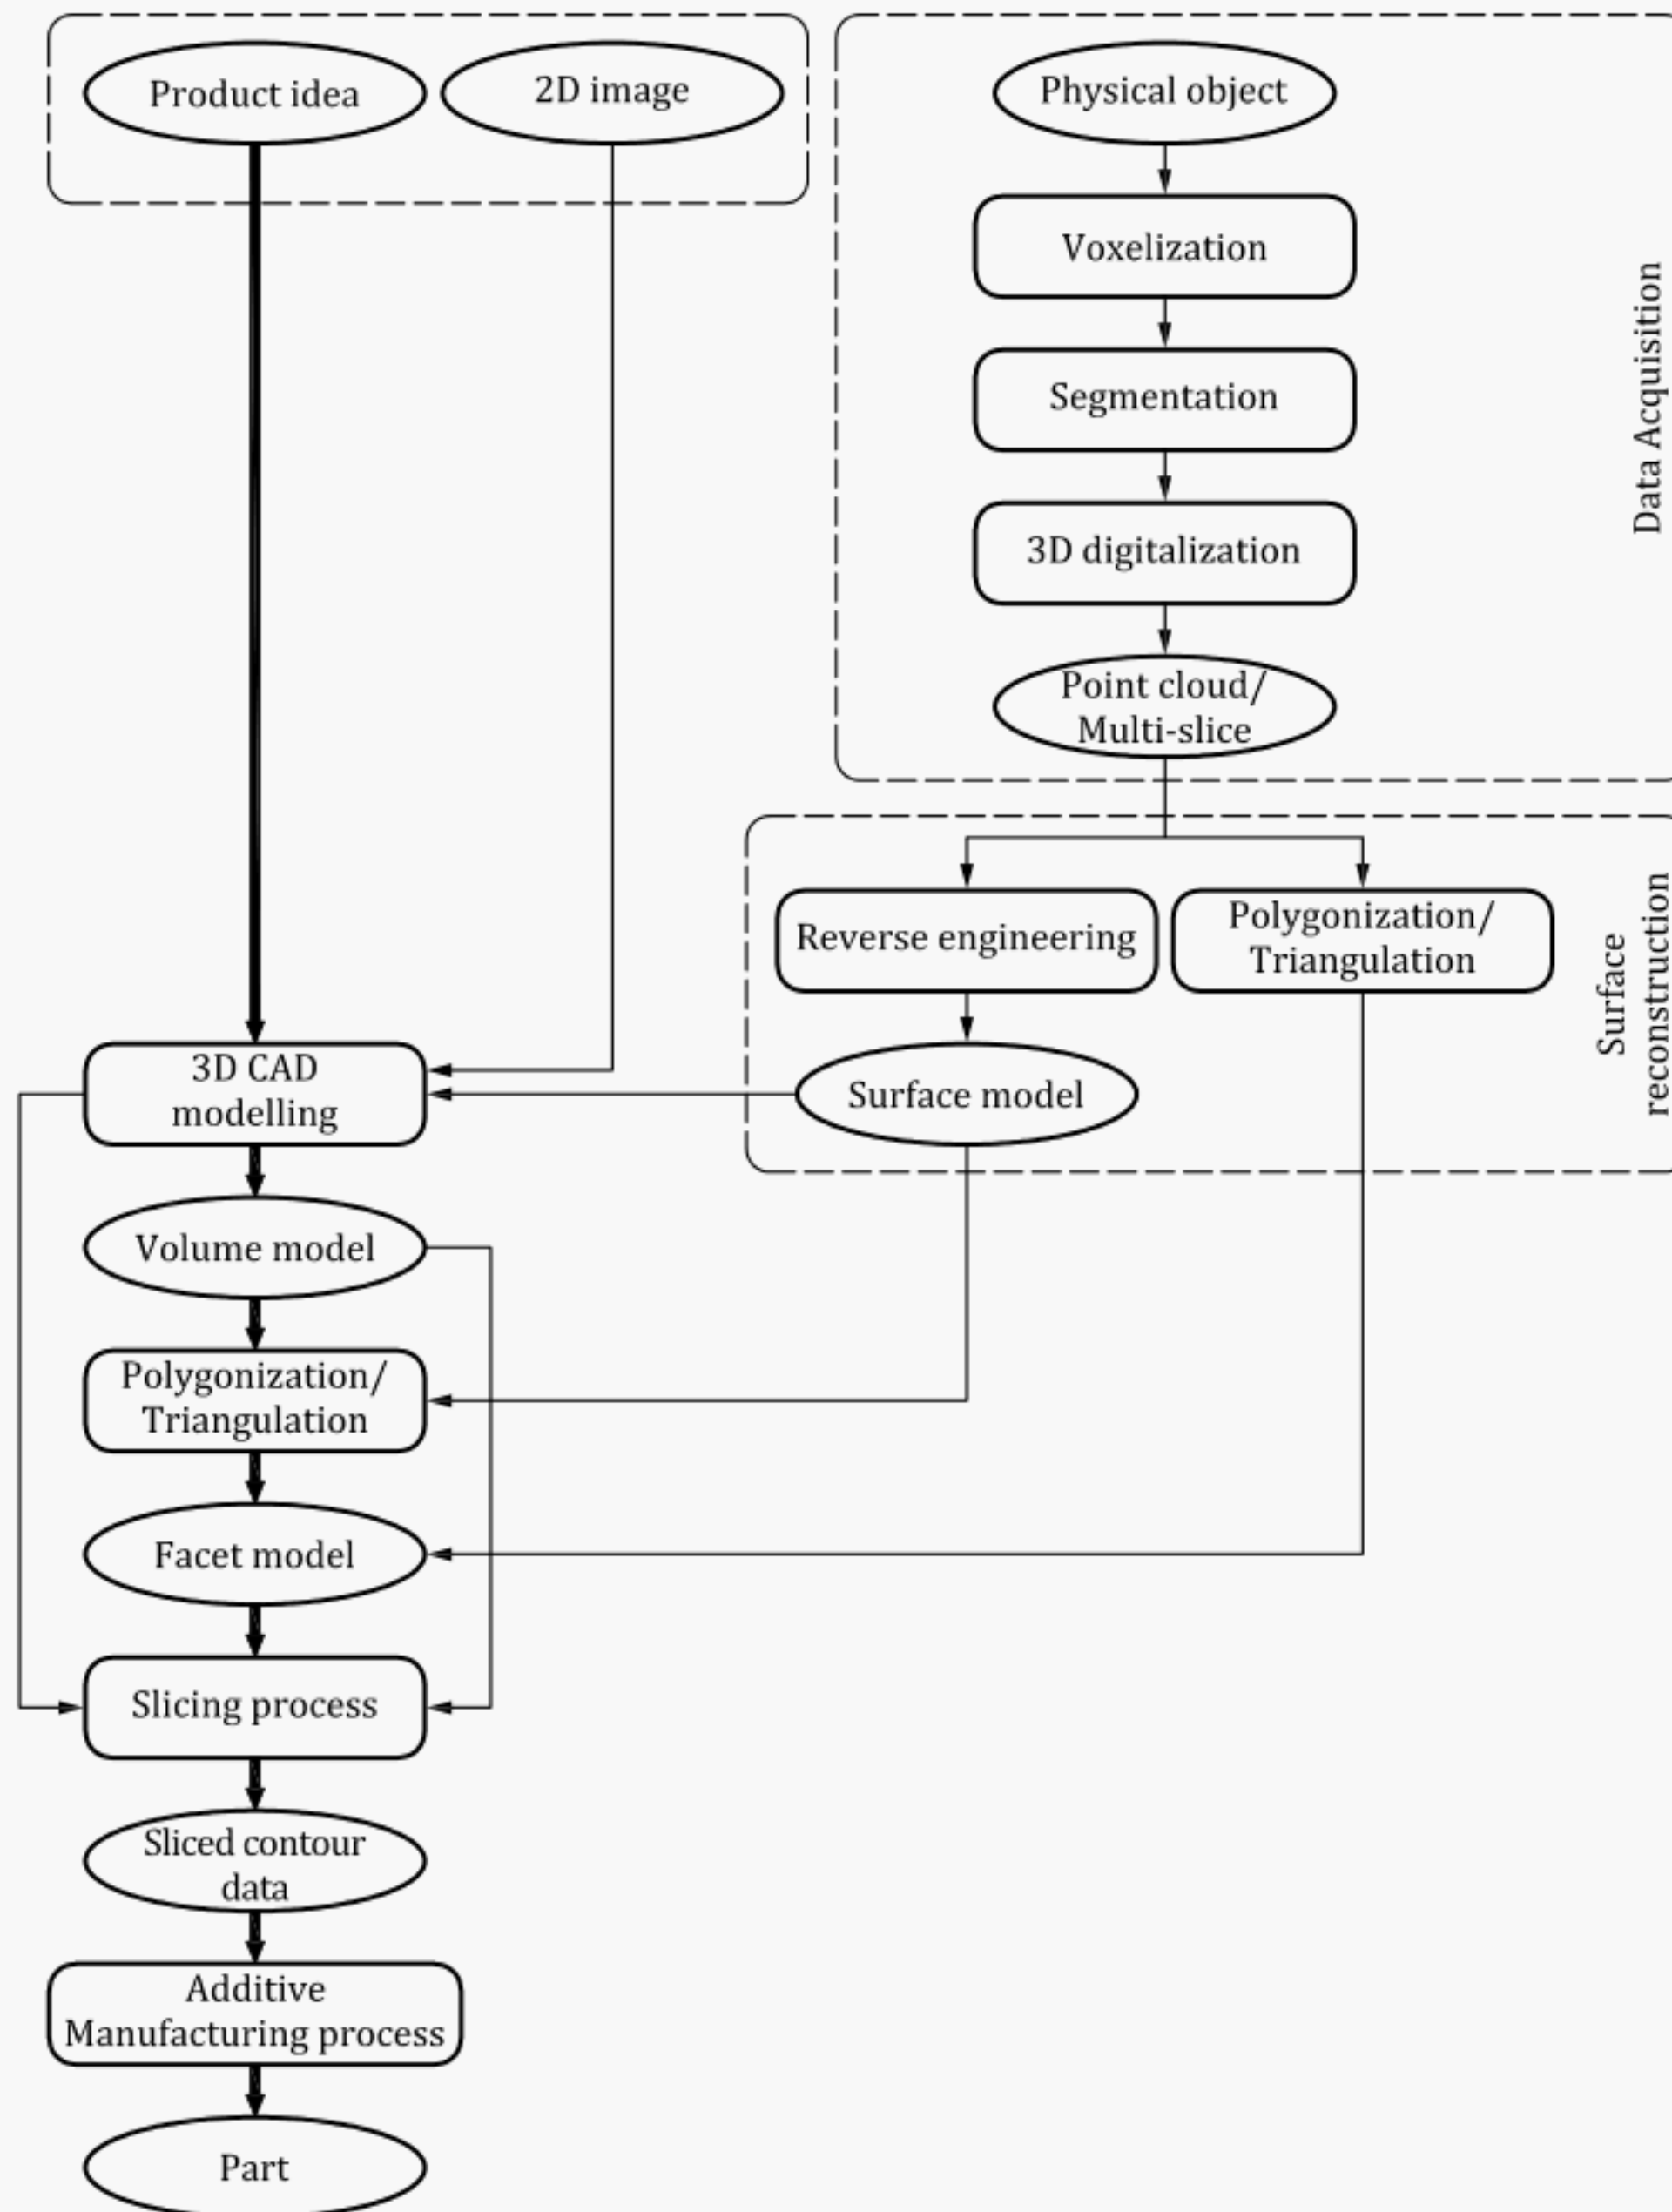 Product idea
2D image
Physical object
Voxelization
Segmentation
3D digitalization
Point cloud/
Multi-slice
Data Acquisition
Reverse engineering
Polygonization/
Triangulation
Surface model
Surface
reconstruction
3D CAD
modelling
Volume model
Polygonization/
Triangulation
Facet model
Slicing process
Sliced contour
data
Additive
Manufacturing process
Part